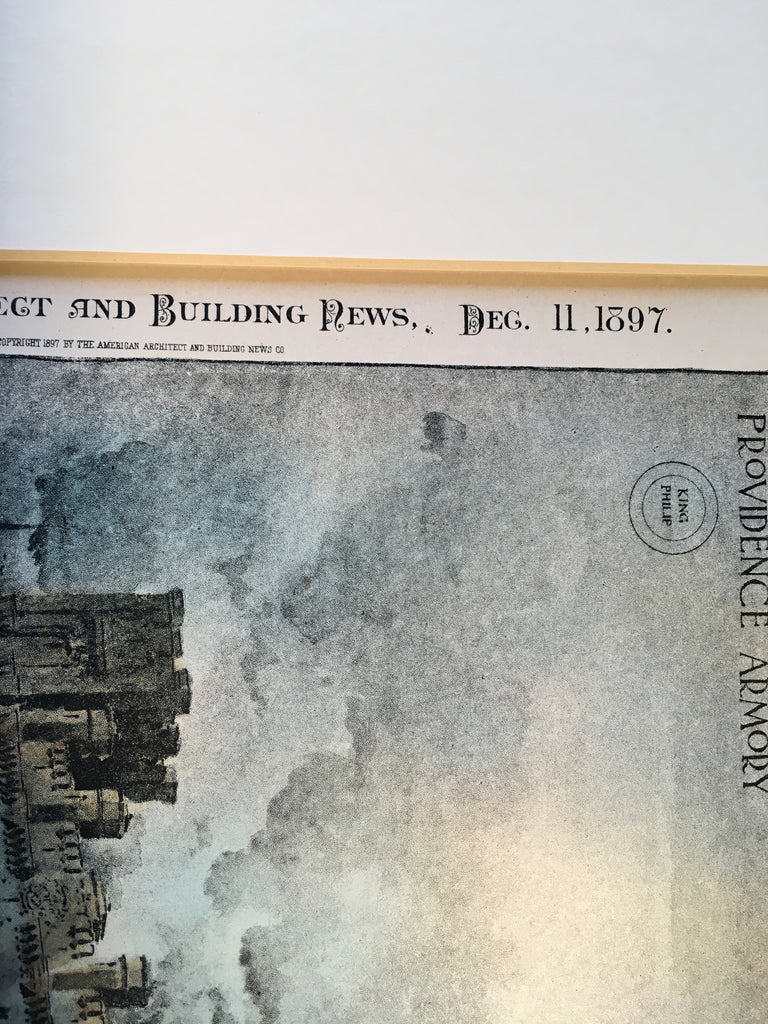 ECT AND BUILDING NEWS, DEC. 11, 1897.
OPYRIGHT 1897 BY THE AMERICAN ARCHITECT AND BUILDING NEWS CO
KING
PHILIP
PROVIDENCE ARMORY